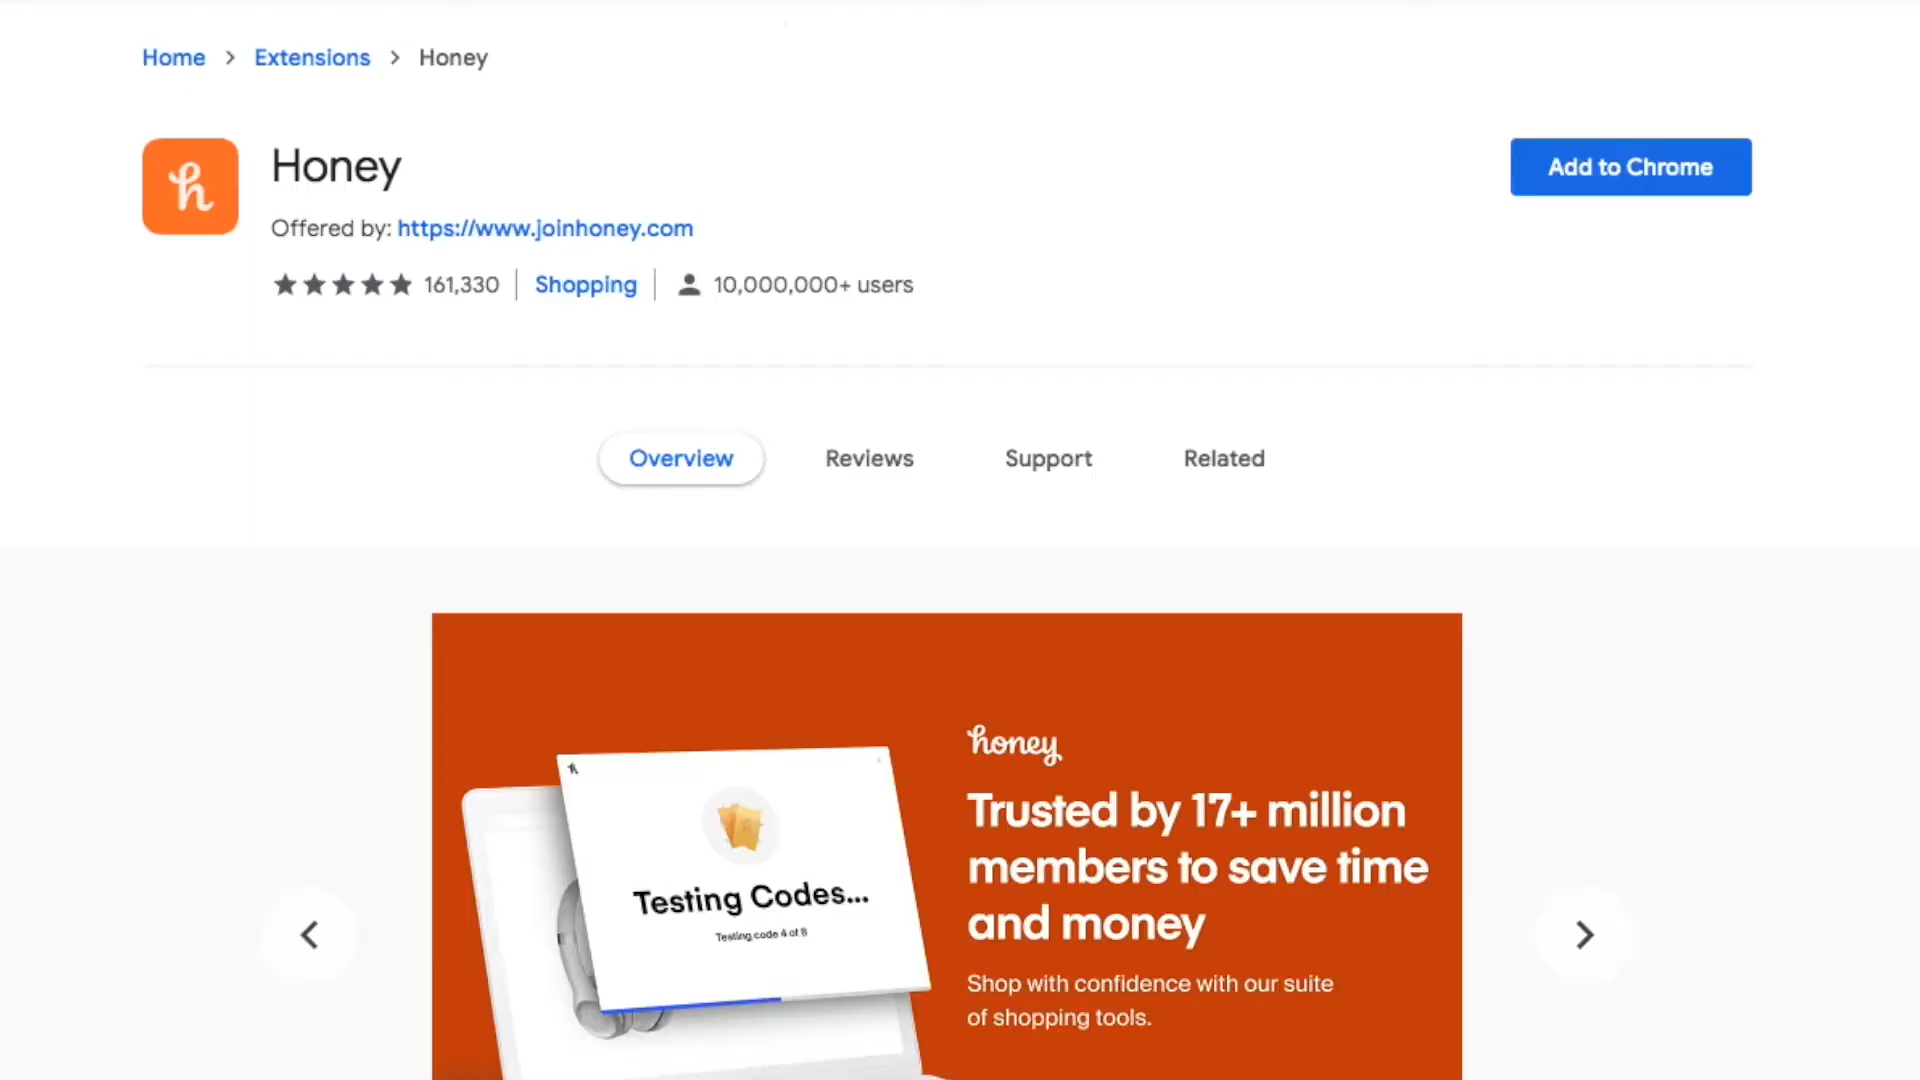 Home > Extensions > Honey
Honey
Add to Chrome
Offered by: https://www.joinhoney.com
161,330 | Shopping | 10,000,000+ users
Overview Reviews Support Related
honey
Trusted by 17+ million
members to save time
and money
Shop with confidence with our suite
of shopping tools.
h
h
Testing Codes...
Testing code 4 of 8